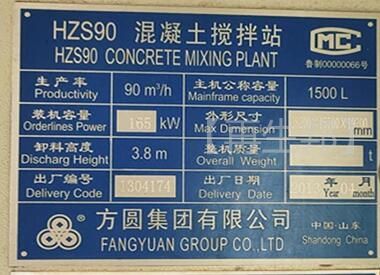 HZS90 混凝土搅拌站
HZS90 CONCRETE MIXING PLANT
CMC
鲁制00000066号
生产率 90 m³/h 主机公称容量 1500 L
Productivity Mainframe capacity
装机容量 165 kW 外形尺寸 mm
Orderlines Power Max Dimension
卸料高度 3.8 m 整机质量 t
Discharg Height Overall Weight
出厂编号 1304174 出厂日期 2013 年 04 月
Delivery Code Delivery Date year month
方圆集团有限公司 中国·山东
FANGYUAN GROUP CO.,LTD Shandong China